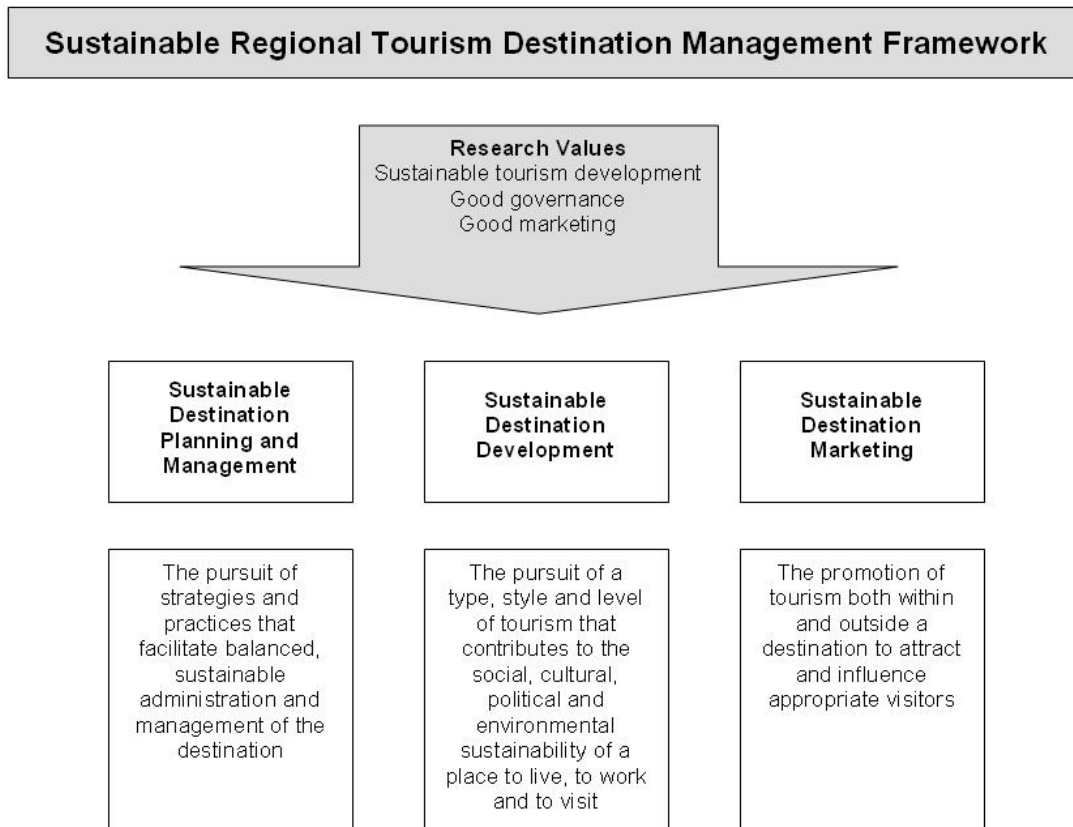 Sustainable Regional Tourism Destination Management Framework
Research Values
Sustainable tourism development
Good governance
Good marketing
Sustainable
Destination
Planning and
Management
Sustainable
Destination
Development
Sustainable
Destination
Marketing
The pursuit of
strategies and
practices that
facilitate balanced,
sustainable
administration and
management of the
destination
The pursuit of a
type, style and level
of tourism that
contributes to the
social, cultural,
political and
environmental
sustainability of a
place to live, to work
and to visit
The promotion of
tourism both within
and outside a
destination to attract
and influence
appropriate visitors